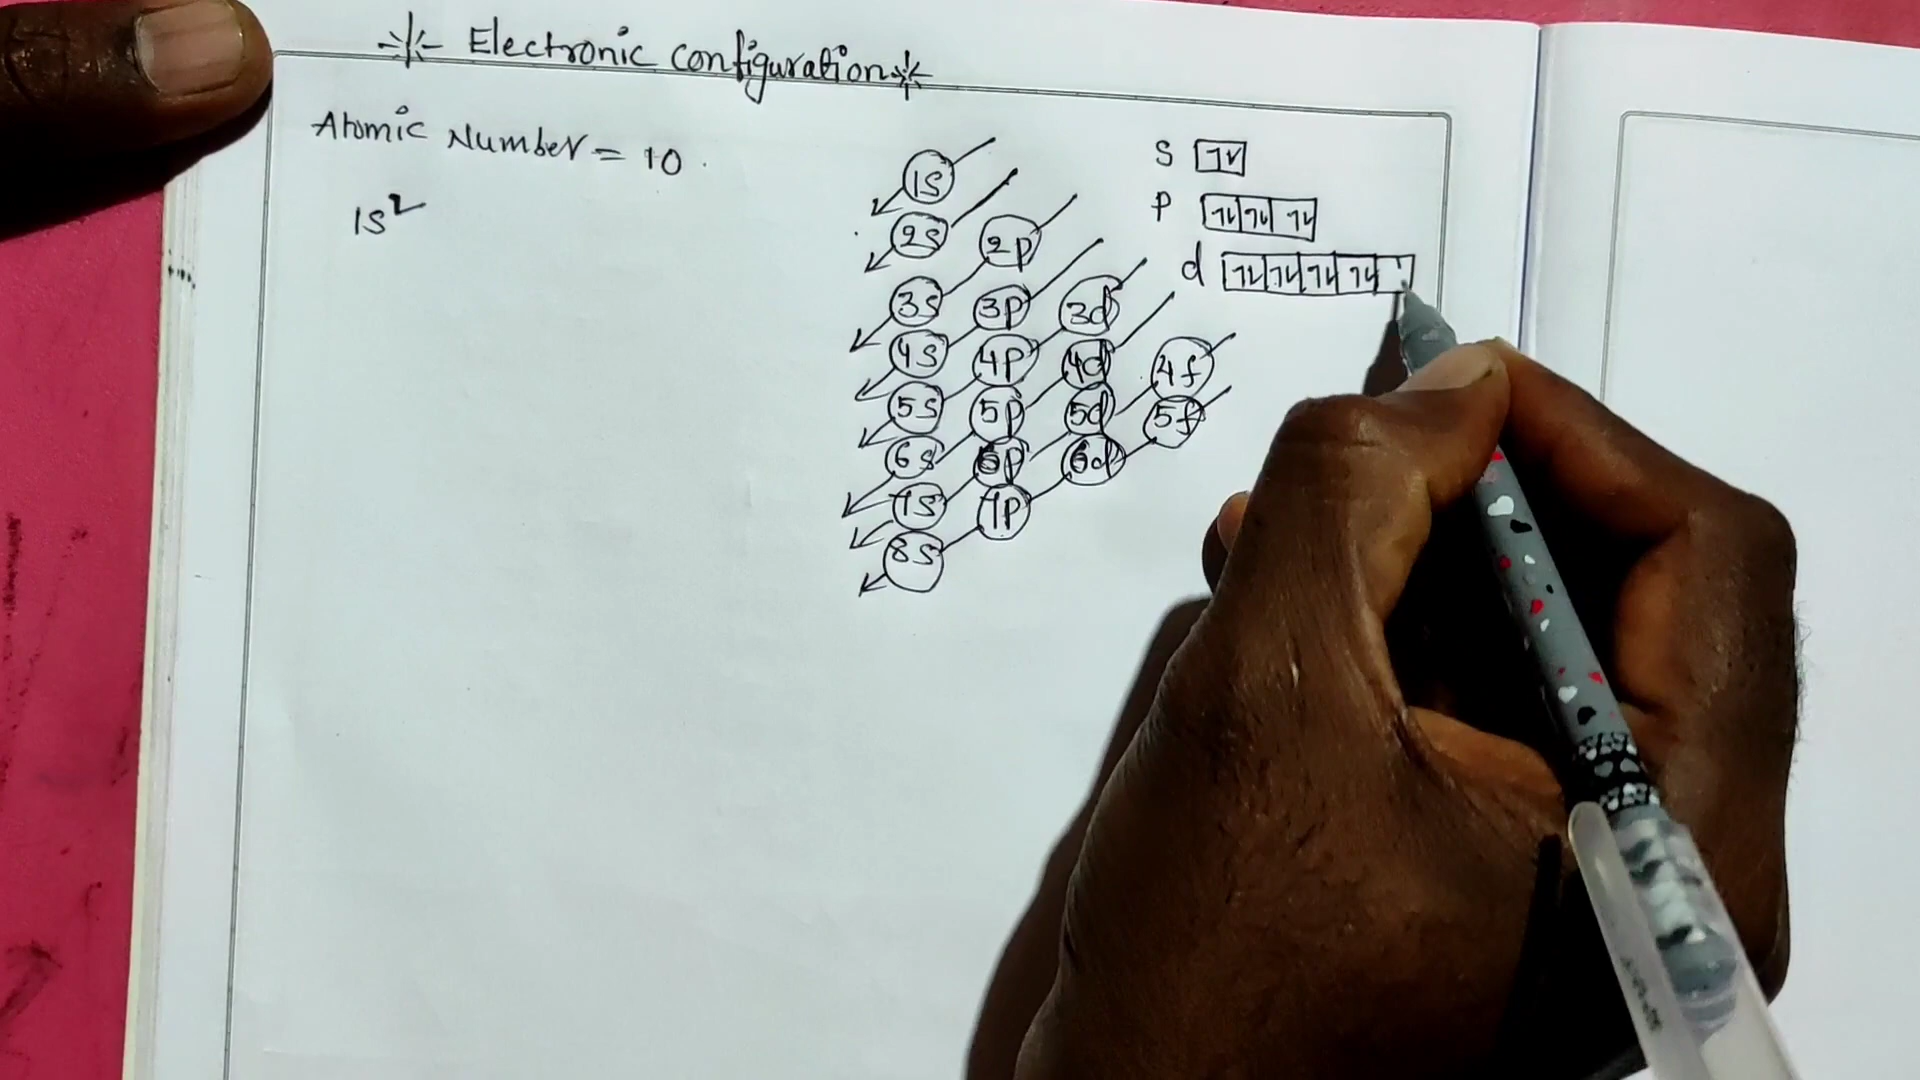 Electronic configuration
Atomic Number = 10
1s²
1s
2s 2p
3s 3p 3d
4s 4p 4d 4f
5s 5p 5d 5f
6s 6p 6d
7s 7p
8s
S
P
d